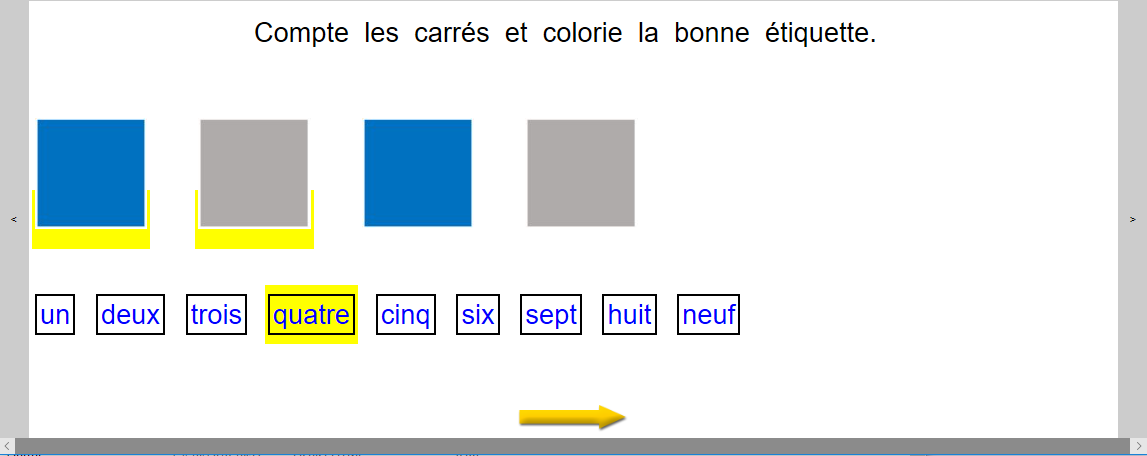 Compte les carrés et colorie la bonne étiquette.
< >
un deux trois quatre cinq six sept huit neuf